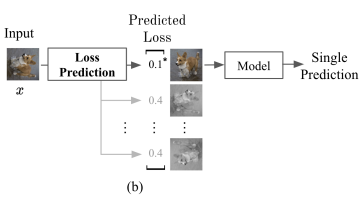 Predicted
Loss
Input
Loss
Prediction
0.1*
Model
Single
Prediction
x
0.4
⋮ ⋮ ⋮
0.4
(b)